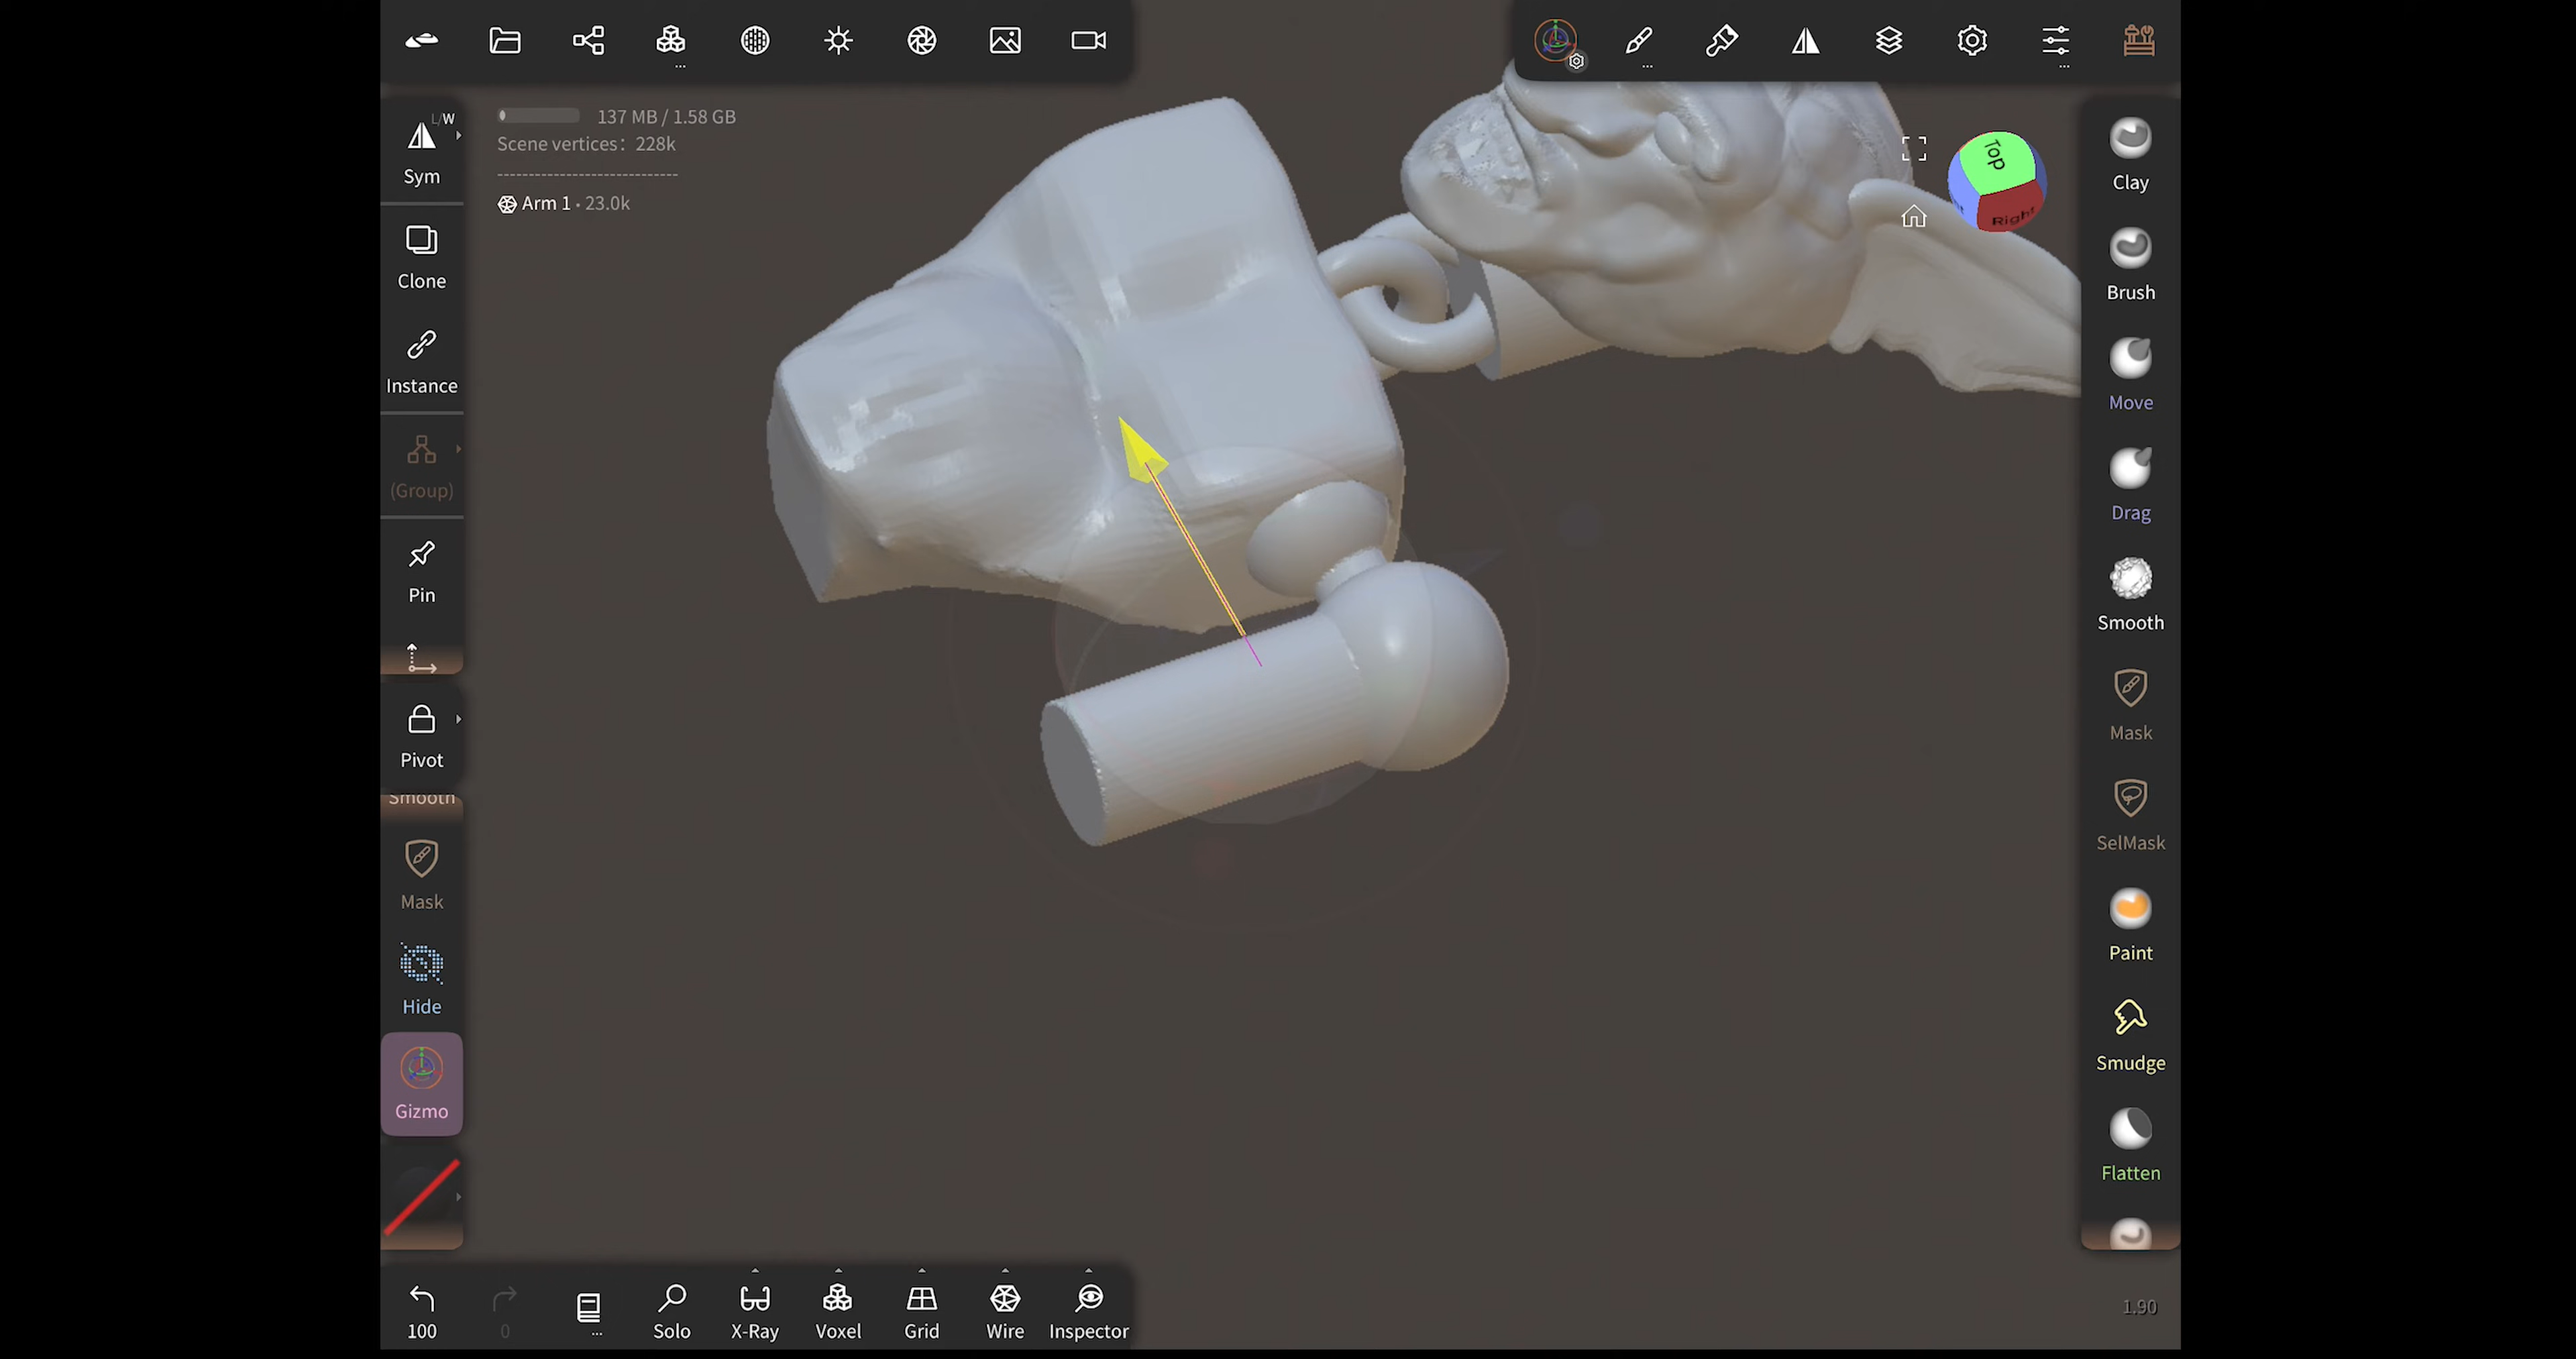 137 MB / 1.58 GB
Scene vertices: 228k
Arm 1 • 23.0k
L/W
Sym
Clone
Instance
(Group)
Pin
Pivot
Smooth
Mask
Hide
Gizmo
Top
Right
Clay
Brush
Move
Drag
Smooth
Mask
SelMask
Paint
Smudge
Flatten
100
0
...
Solo
X-Ray
Voxel
Grid
Wire
Inspector
1.90